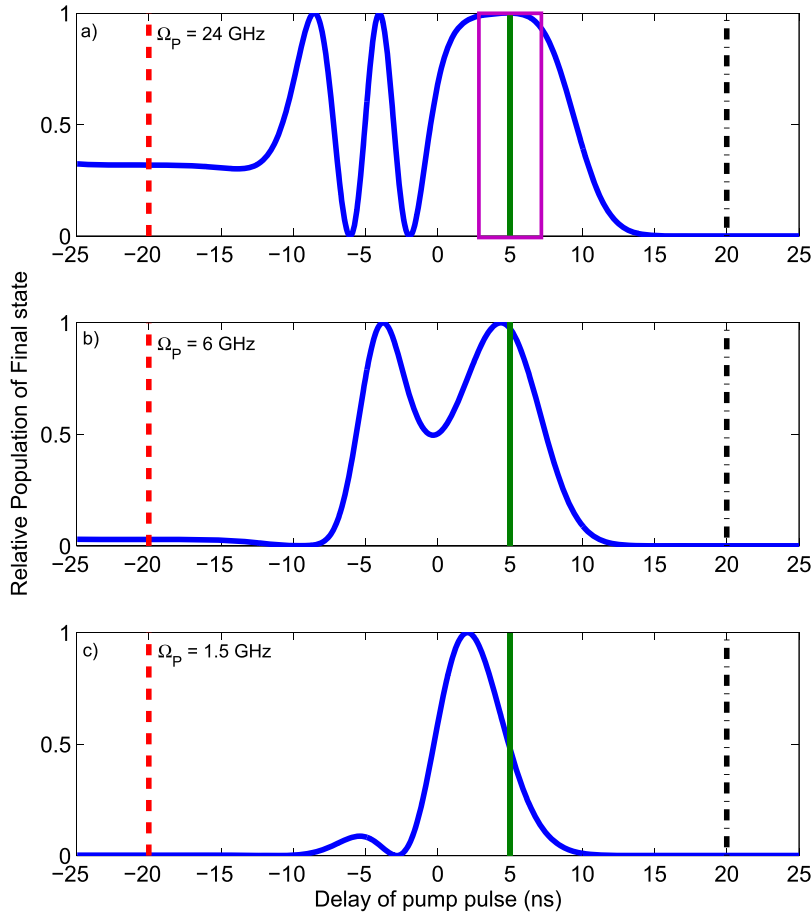 a)
Ω_P = 24 GHz
1
0.5
0
−25 −20 −15 −10 −5 0 5 10 15 20 25
b)
Ω_P = 6 GHz
1
0.5
0
−25 −20 −15 −10 −5 0 5 10 15 20 25
c)
Ω_P = 1.5 GHz
1
0.5
0
−25 −20 −15 −10 −5 0 5 10 15 20 25
Relative Population of Final state
Delay of pump pulse (ns)